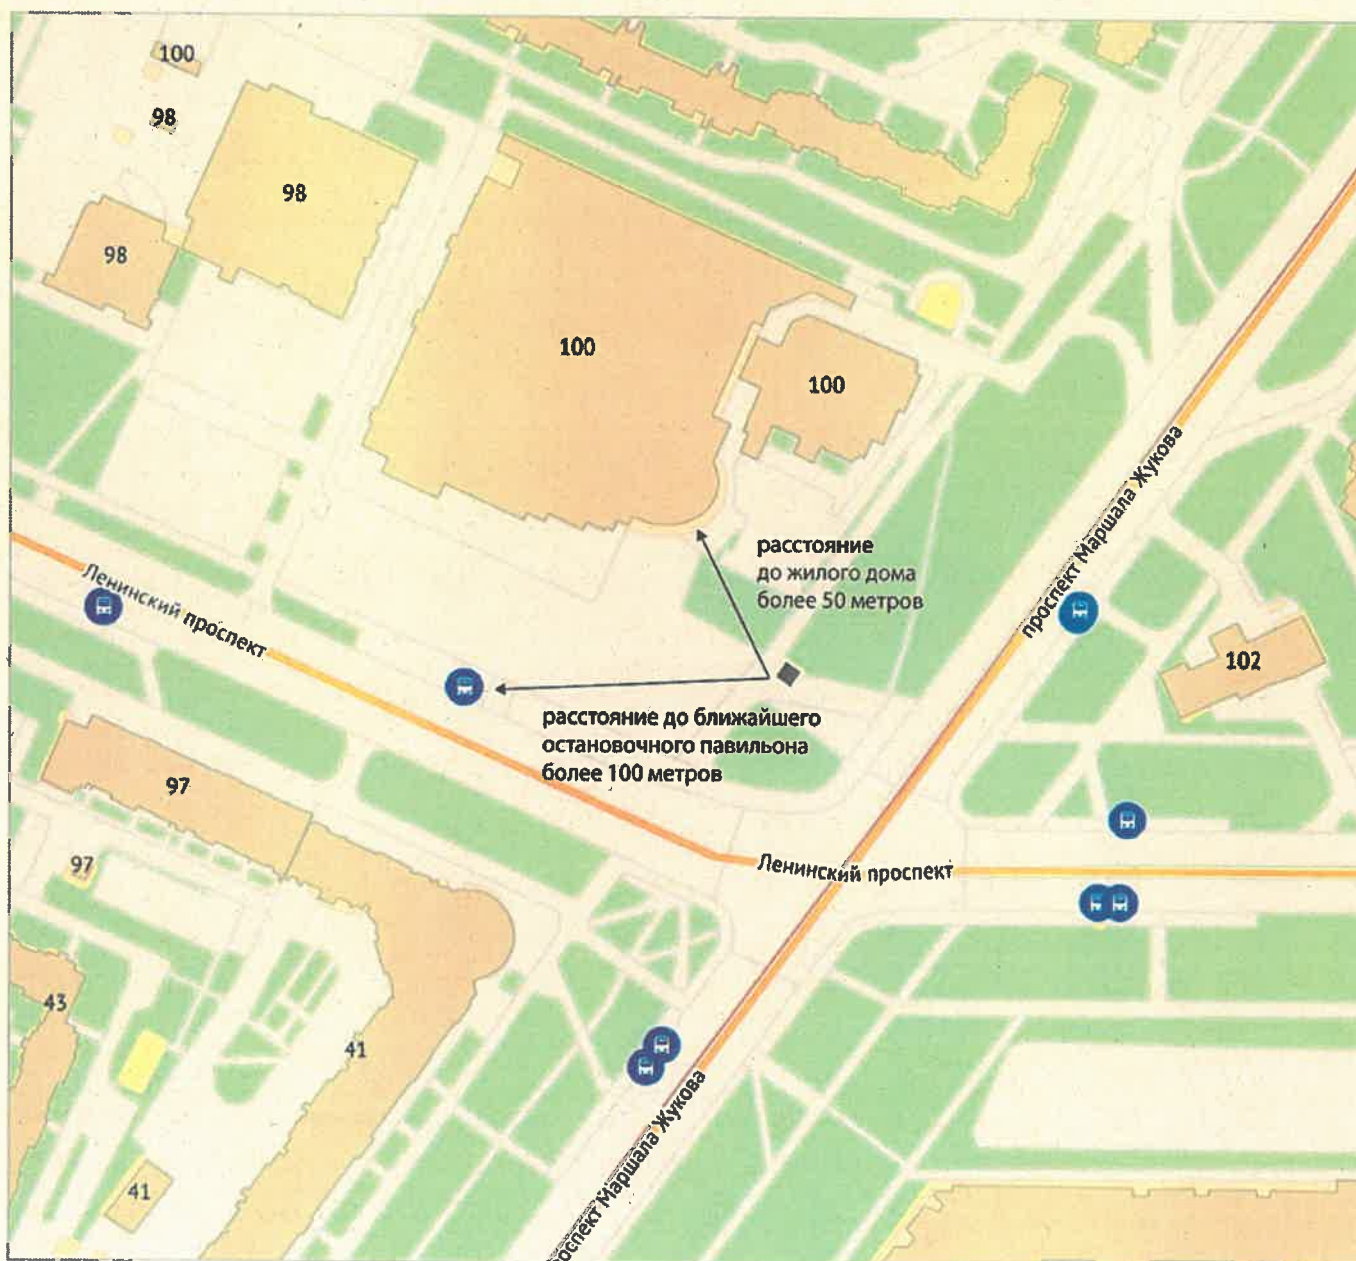 100
98
98
98
100
100
проспект Маршала Жукова
расстояние
до жилого дома
более 50 метров
Ленинский проспект
102
расстояние до ближайшего
остановочного павильона
более 100 метров
97
97
Ленинский проспект
43
41
41
роспект Маршала Жукова